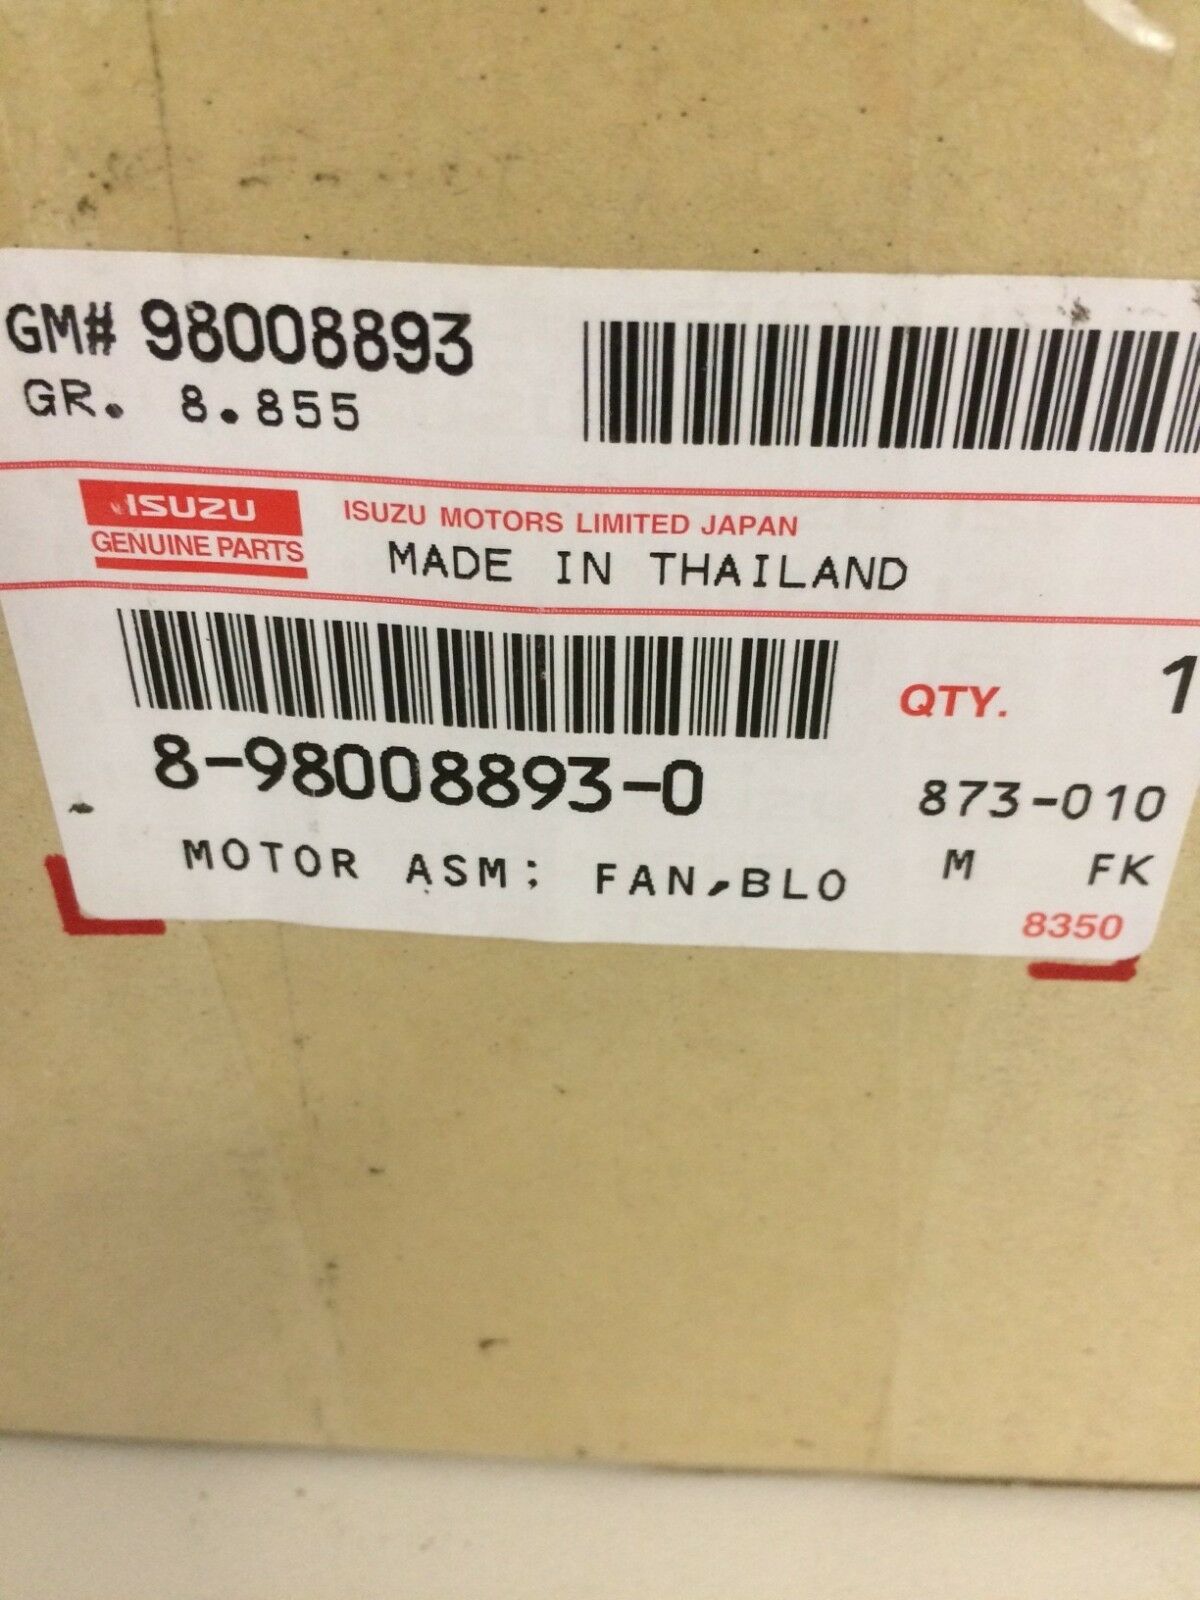 GM# 98008893
GR. 8.855
ISUZU
GENUINE PARTS
ISUZU MOTORS LIMITED JAPAN
MADE IN THAILAND
QTY. 1
8-98008893-0
873-010
MOTOR ASM; FAN,BLO
M FK
8350